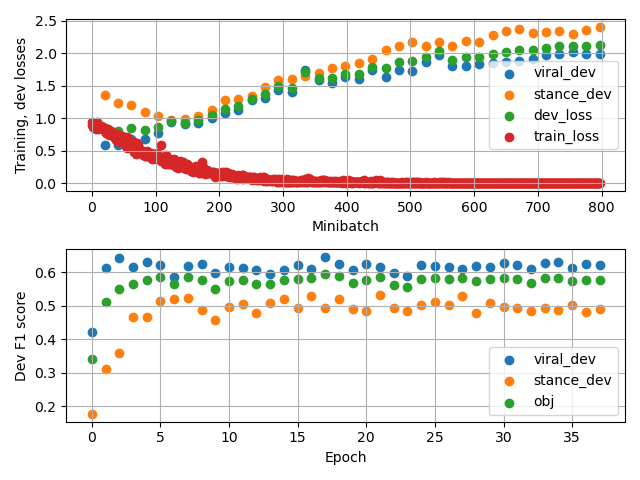 Training, dev losses
2.5
2.0
1.5
1.0
0.5
0.0
viral_dev
stance_dev
dev_loss
train_loss
0 100 200 300 400 500 600 700 800
Minibatch
Dev F1 score
0.6
0.5
0.4
0.3
0.2
viral_dev
stance_dev
obj
0 5 10 15 20 25 30 35
Epoch